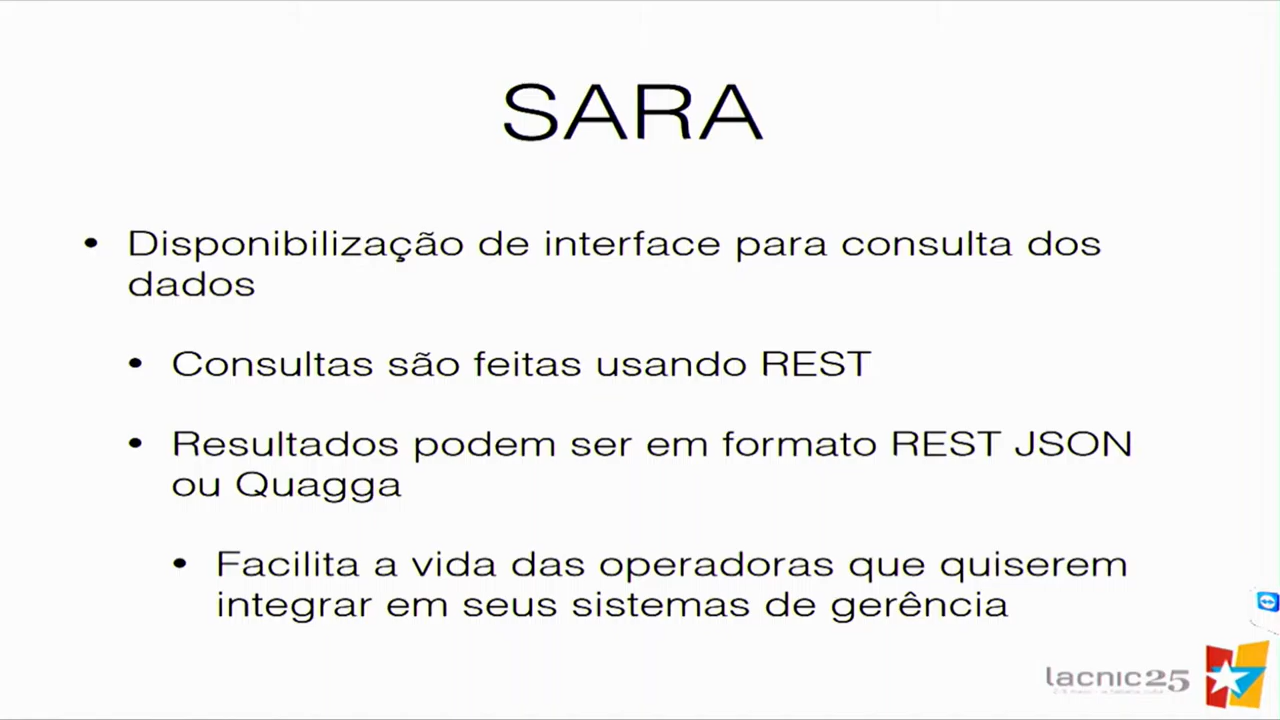 SARA
• Disponibilização de interface para consulta dos
dados
• Consultas são feitas usando REST
• Resultados podem ser em formato REST JSON
ou Quagga
• Facilita a vida das operadoras que quiserem
integrar em seus sistemas de gerência
lacnic25